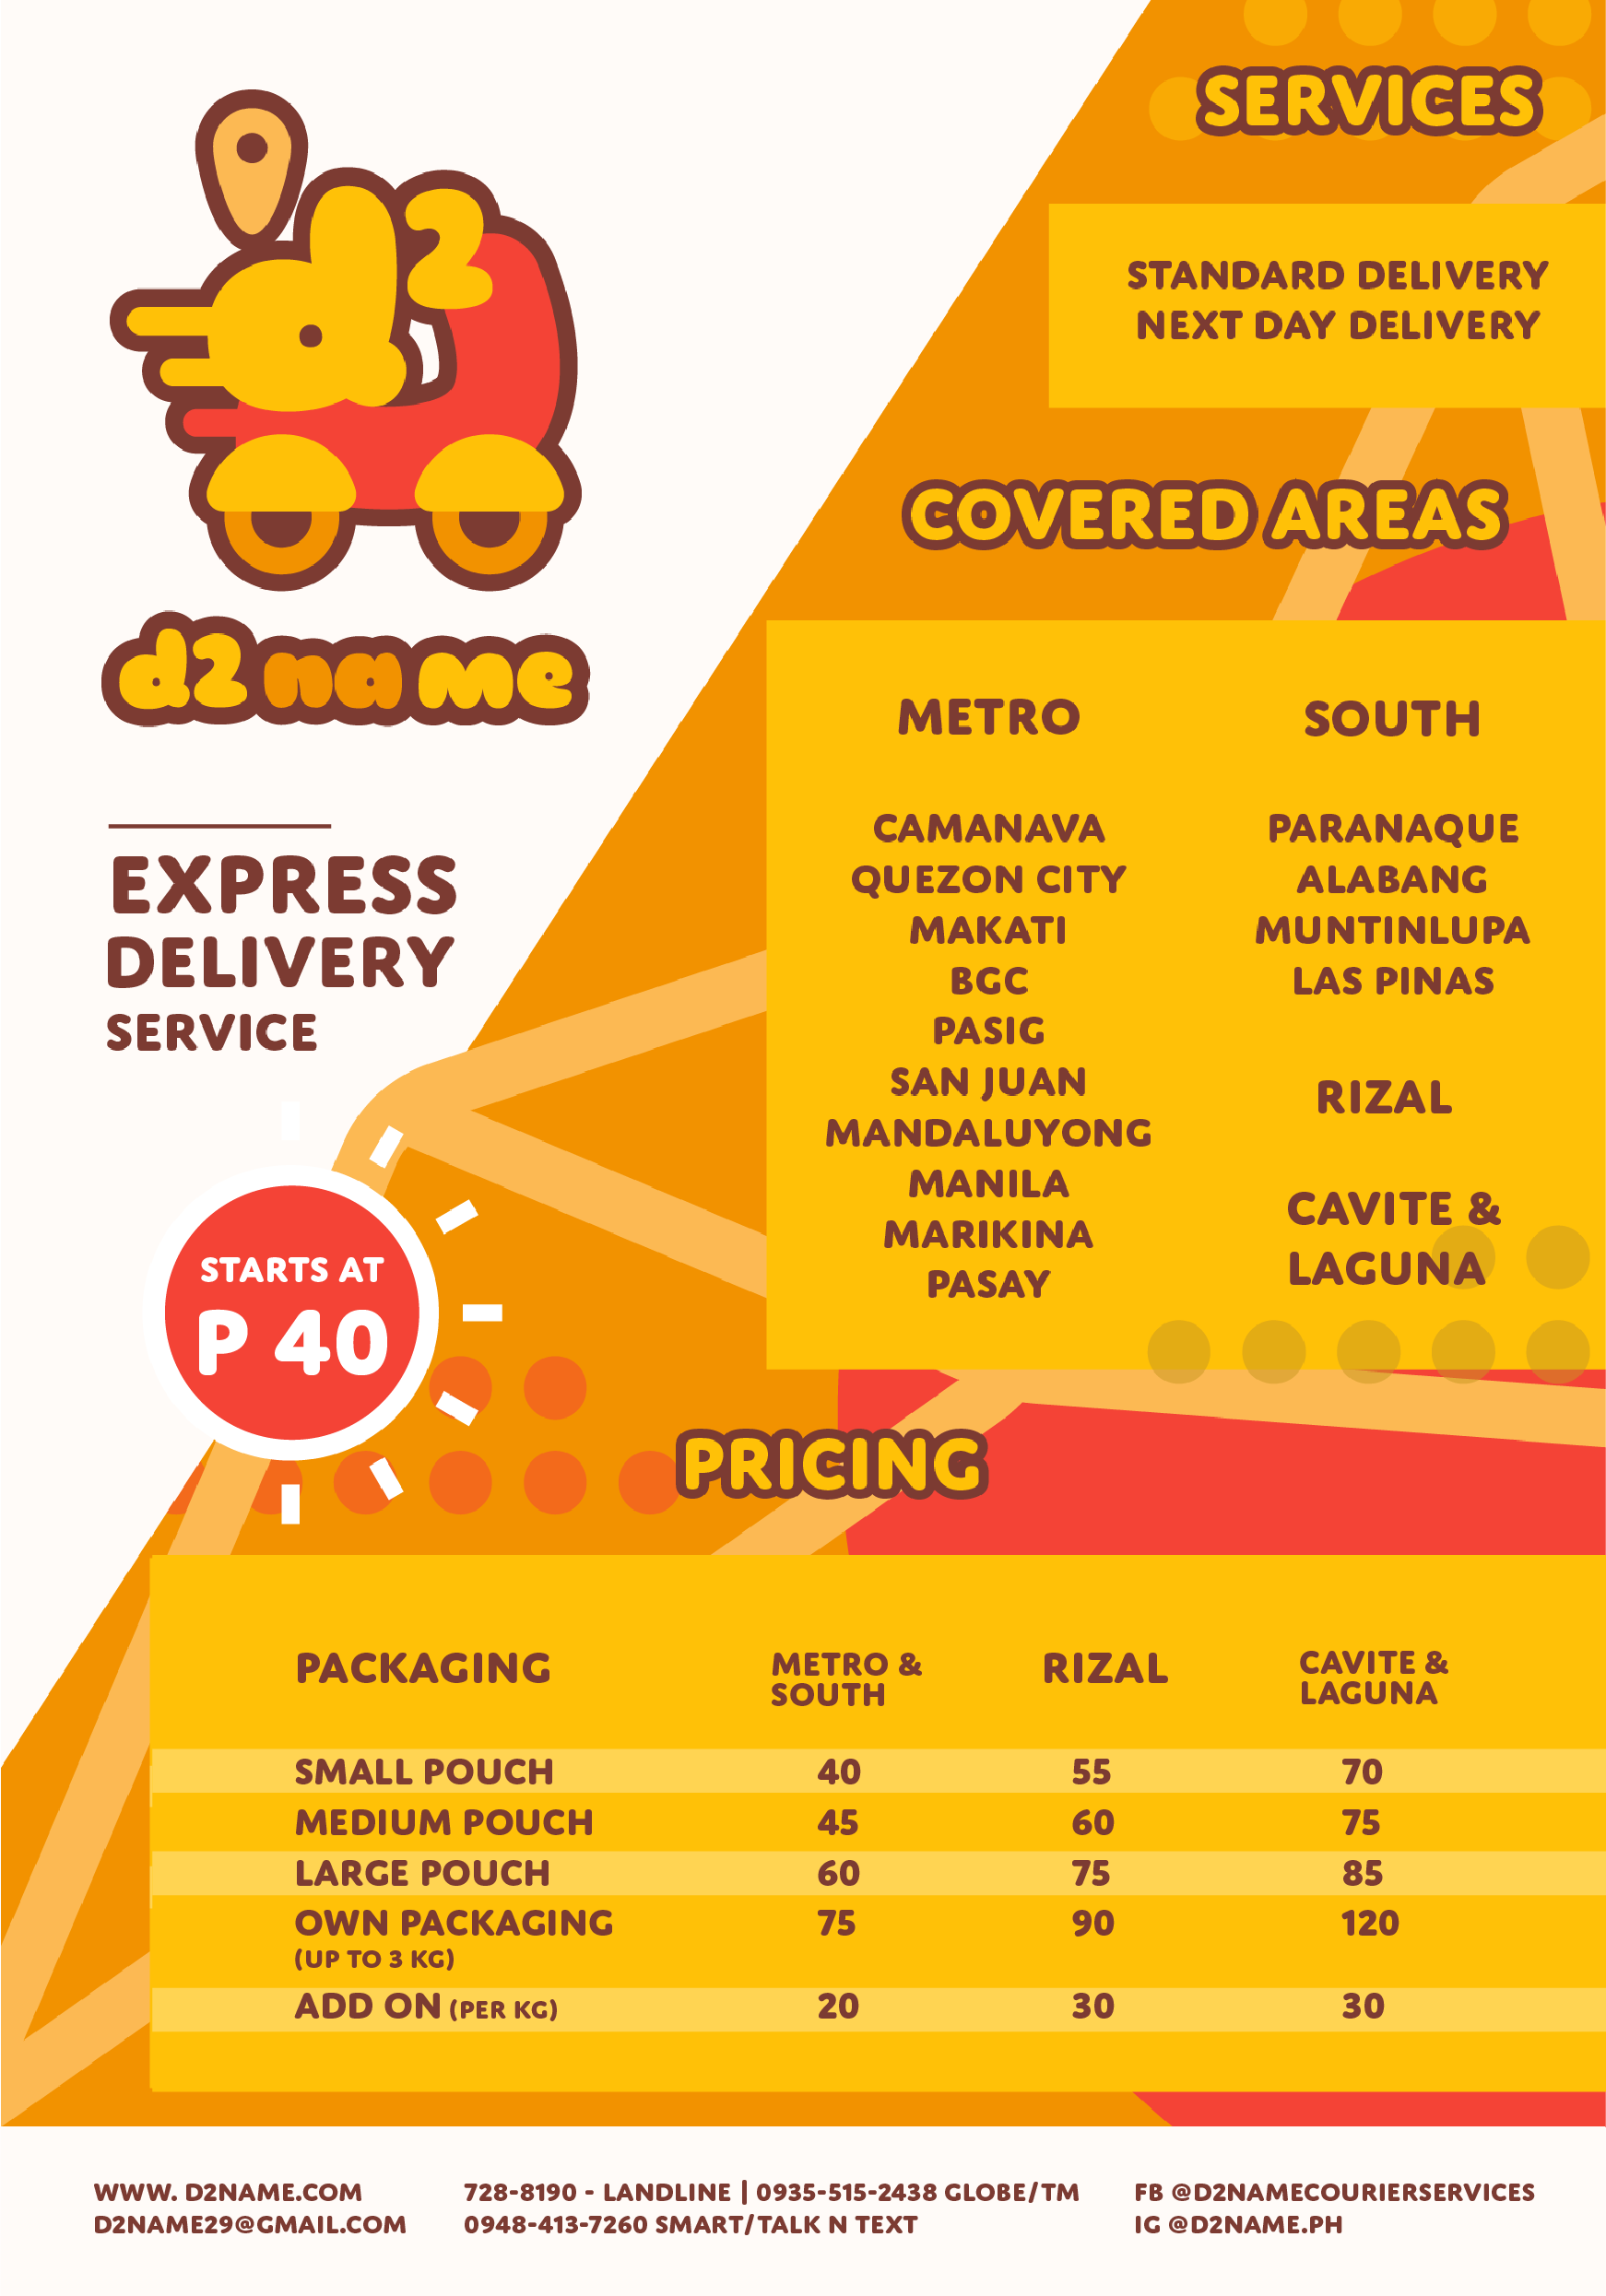 d2
d2name
EXPRESS
DELIVERY
SERVICE
STARTS AT
P 40
SERVICES
STANDARD DELIVERY
NEXT DAY DELIVERY
COVERED AREAS
METRO
CAMANAVA
QUEZON CITY
MAKATI
BGC
PASIG
SAN JUAN
MANDALUYONG
MANILA
MARIKINA
PASAY
SOUTH
PARANAQUE
ALABANG
MUNTINLUPA
LAS PINAS
RIZAL
CAVITE &
LAGUNA
PRICING
PACKAGING METRO & SOUTH RIZAL CAVITE & LAGUNA
SMALL POUCH 40 55 70
MEDIUM POUCH 45 60 75
LARGE POUCH 60 75 85
OWN PACKAGING 75 90 120
(UP TO 3 KG)
ADD ON (PER KG) 20 30 30
WWW. D2NAME.COM
D2NAME29@GMAIL.COM
728-8190 - LANDLINE | 0935-515-2438 GLOBE/TM
0948-413-7260 SMART/TALK N TEXT
FB @D2NAMECOURIERSERVICES
IG @D2NAME.PH